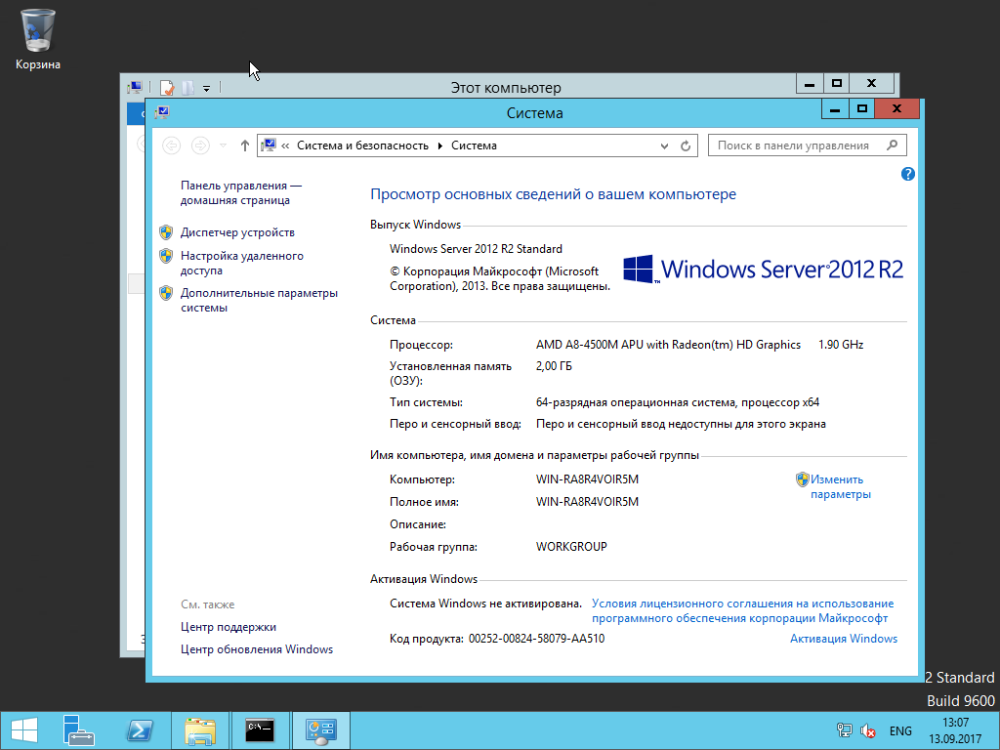 Корзина
Этот компьютер
Система
« Система и безопасность Система
Поиск в панели управления
Панель управления —
домашняя страница
Диспетчер устройств
Настройка удаленного
доступа
Дополнительные параметры
системы
Просмотр основных сведений о вашем компьютере
Выпуск Windows
Windows Server 2012 R2 Standard
© Корпорация Майкрософт (Microsoft
Corporation), 2013. Все права защищены.
Windows Server 2012 R2
Система
Процессор: AMD A8-4500M APU with Radeon(tm) HD Graphics 1.90 GHz
Установленная память 2,00 ГБ
(ОЗУ):
Тип системы: 64-разрядная операционная система, процессор x64
Перо и сенсорный ввод: Перо и сенсорный ввод недоступны для этого экрана
Имя компьютера, имя домена и параметры рабочей группы
Компьютер: WIN-RA8R4VOIR5M
Изменить
параметры
Полное имя: WIN-RA8R4VOIR5M
Описание:
Рабочая группа: WORKGROUP
Активация Windows
Система Windows не активирована. Условия лицензионного соглашения на использование
программного обеспечения корпорации Майкрософт
Код продукта: 00252-00824-58079-AA510 Активация Windows
См. также
Центр поддержки
Центр обновления Windows
2 Standard
Build 9600
ENG
13:07
13.09.2017